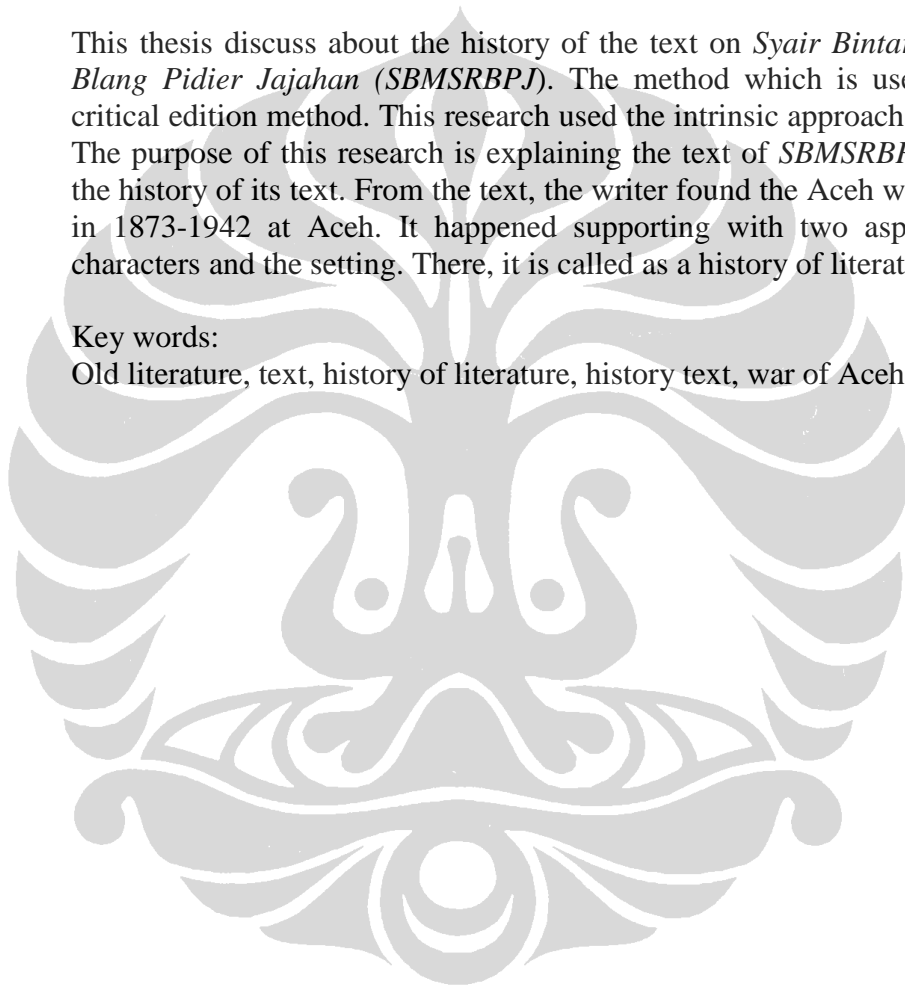 This thesis discuss about the history of the text on Syair Bintan
Blang Pidier Jajahan (SBMSRBPJ). The method which is use
critical edition method. This research used the intrinsic approach
The purpose of this research is explaining the text of SBMSRB
the history of its text. From the text, the writer found the Aceh w
in 1873-1942 at Aceh. It happened supporting with two asp
characters and the setting. There, it is called as a history of literat
Key words:
Old literature, text, history of literature, history text, war of Aceh